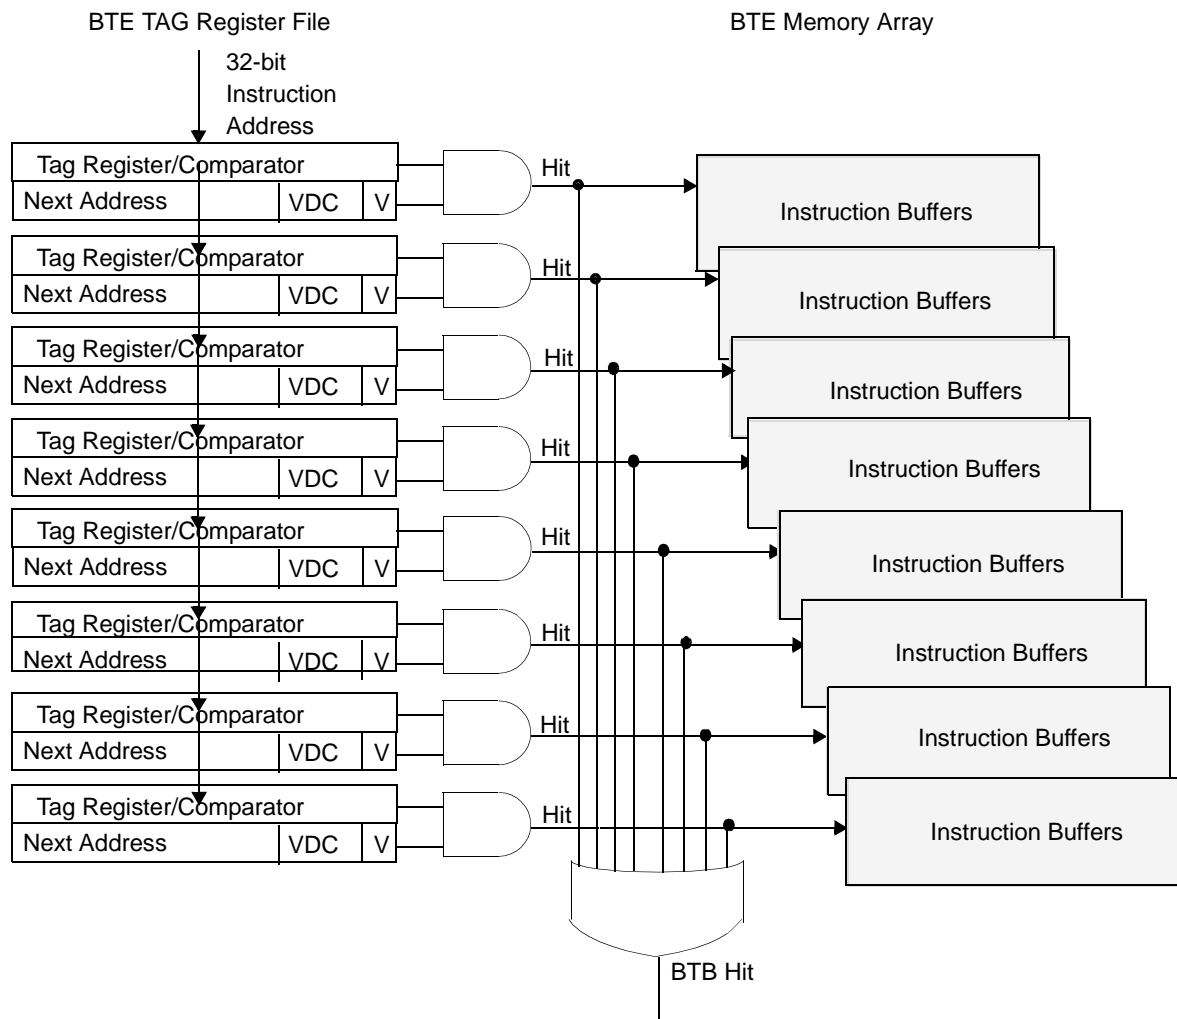 BTE TAG Register File
BTE Memory Array
32-bit
Instruction
Address
Tag Register/Comparator
Hit
Next Address VDC V
Instruction Buffers
Tag Register/Comparator
Hit
Next Address VDC V
Instruction Buffers
Tag Register/Comparator
Hit
Next Address VDC V
Instruction Buffers
Tag Register/Comparator
Hit
Next Address VDC V
Instruction Buffers
Tag Register/Comparator
Hit
Next Address VDC V
Instruction Buffers
Tag Register/Comparator
Hit
Next Address VDC V
Instruction Buffers
Tag Register/Comparator
Hit
Next Address VDC V
Instruction Buffers
Tag Register/Comparator
Hit
Next Address VDC V
Instruction Buffers
BTB Hit